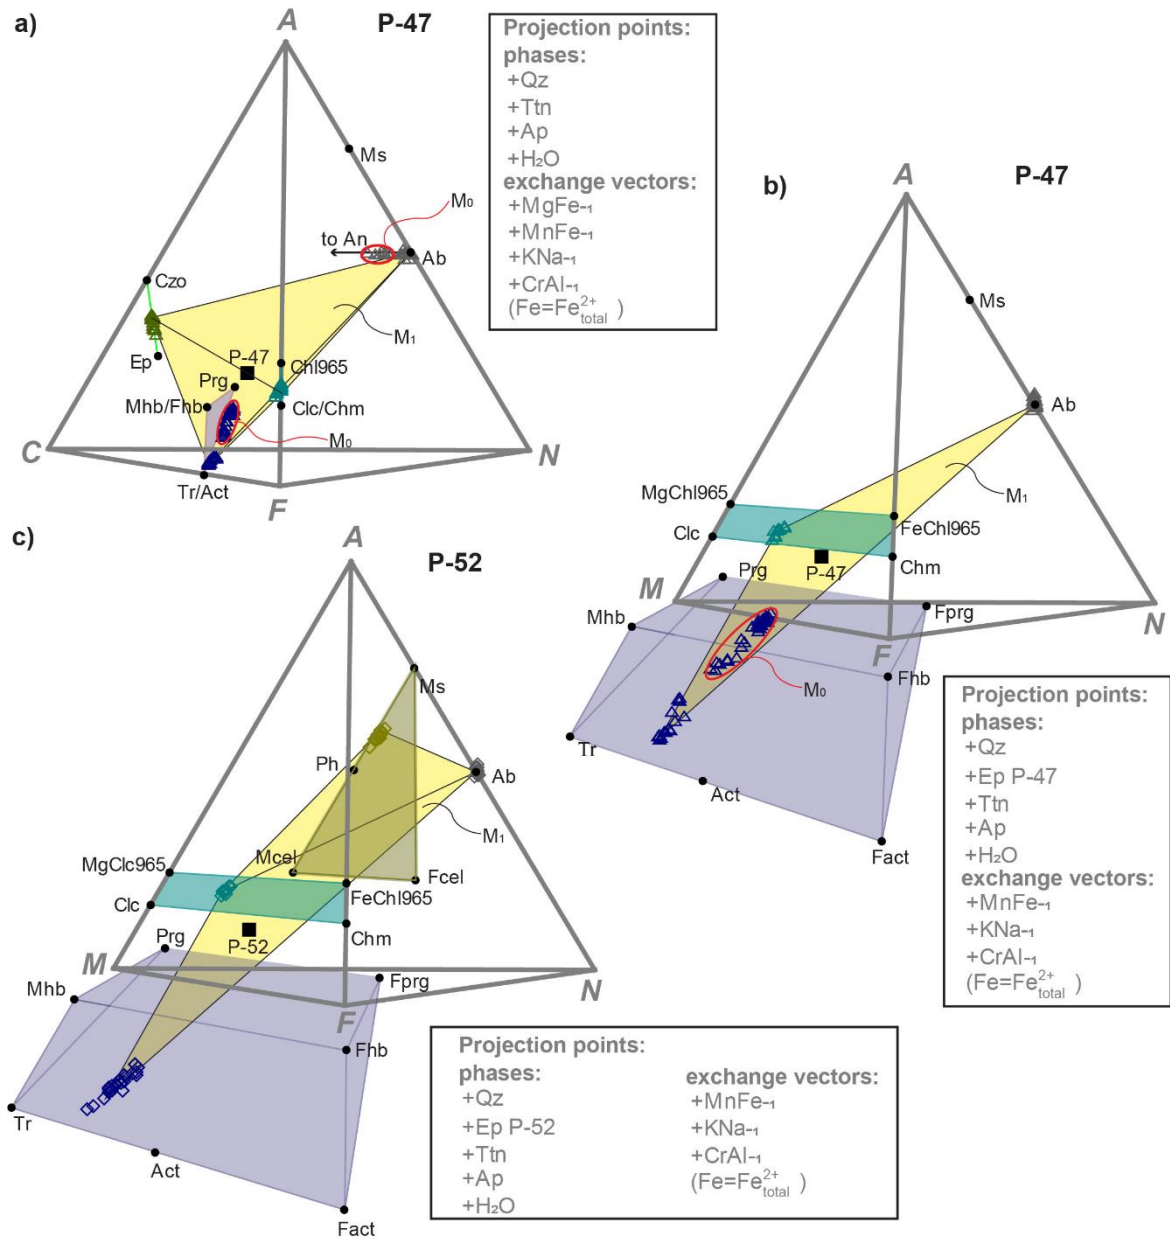 a)
P-47
A
Ms
M₀
to An
Ab
Czo
M₁
Ep
P-47
Chl965
Prg
Mhb/Fhb
Clc/Chm
M₀
C
N
Tr/Act
F
Projection points:
phases:
+Qz
+Ttn
+Ap
+H₂O
exchange vectors:
+MgFe₋₁
+MnFe₋₁
+KNa₋₁
+CrAl₋₁
(Fe=Fe²⁺total )
b)
P-47
A
Ms
Ab
M₁
MgChl965
FeChl965
Clc
Chm
P-47
Prg
M
Fprg
N
Mhb
F
Fhb
M₀
Tr
Act
Fact
Projection points:
phases:
+Qz
+Ep P-47
+Ttn
+Ap
+H₂O
exchange vectors:
+MnFe₋₁
+KNa₋₁
+CrAl₋₁
(Fe=Fe²⁺total )
c)
P-52
A
Ms
Ph
Ab
M₁
Mcel
Fcel
MgClc965
FeChl965
Clc
Chm
P-52
Prg
M
Fprg
N
Mhb
F
Fhb
Tr
Act
Fact
Projection points:
phases:
+Qz
+Ep P-52
+Ttn
+Ap
+H₂O
exchange vectors:
+MnFe₋₁
+KNa₋₁
+CrAl₋₁
(Fe=Fe²⁺total )